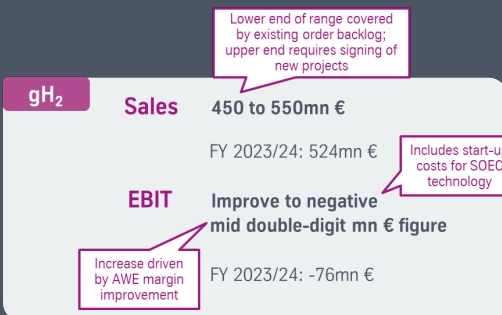 Lower end of range covered
by existing order backlog;
upper end requires signing of
new projects
gH₂
Sales
450 to 550mn €
FY 2023/24: 524mn €
Includes start-u
costs for SOEC
technology
EBIT
Improve to negative
mid double-digit mn € figure
Increase driven
by AWE margin
improvement
FY 2023/24: -76mn €